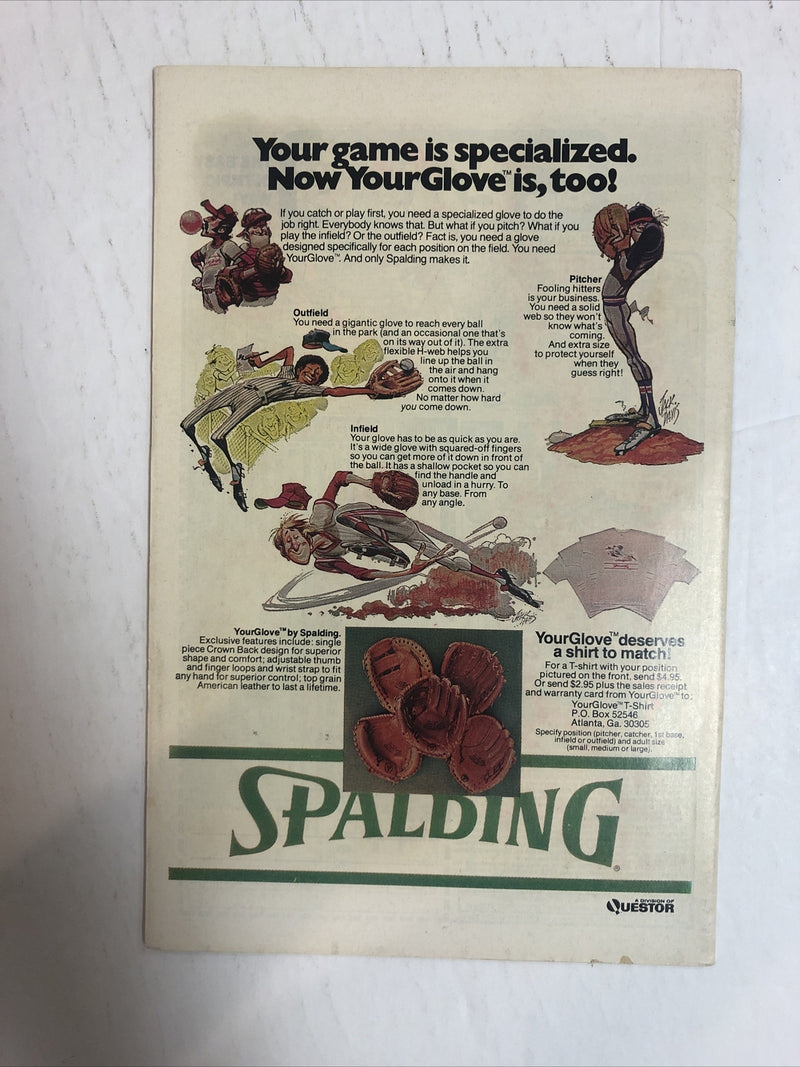 Your game is specialized.
Now YourGlove™ is, too!
If you catch or play first, you need a specialized glove to do the
job right. Everybody knows that. But what if you pitch? What if you
play the infield? Or the outfield? Fact is, you need a glove
designed specifically for each position on the field. You need
YourGlove™. And only Spalding makes it.
Pitcher
Fooling hitters
is your business.
You need a solid
web so they won't
know what's
coming.
And extra size
to protect yourself
when they
guess right!
JACK
DAVIS
Outfield
You need a gigantic glove to reach every ball
in the park (and an occasional one that's
on its way out of it). The extra
flexible H-web helps you
line up the ball in
the air and hang
onto it when it
comes down.
No matter how hard
you come down.
Infield
Your glove has to be as quick as you are.
It's a wide glove with squared-off fingers
so you can get more of it down in front of
the ball. It has a shallow pocket so you can
find the handle and
unload in a hurry. To
any base. From
any angle.
JACK
DAVIS
YourGlove™ by Spalding.
Exclusive features include: single
piece Crown Back design for superior
shape and comfort; adjustable thumb
and finger loops and wrist strap to fit
any hand for superior control; top grain
American leather to last a lifetime.
YourGlove™ deserves
a shirt to match!
For a T-shirt with your position
pictured on the front, send $4.95.
Or send $2.95 plus the sales receipt
and warranty card from YourGlove™ to:
YourGlove™ T-Shirt
P.O. Box 52546
Atlanta, Ga. 30305
Specify position (pitcher, catcher, 1st base,
infield or outfield) and adult size
(small, medium or large).
SPALDING®
A DIVISION OF
QUESTOR